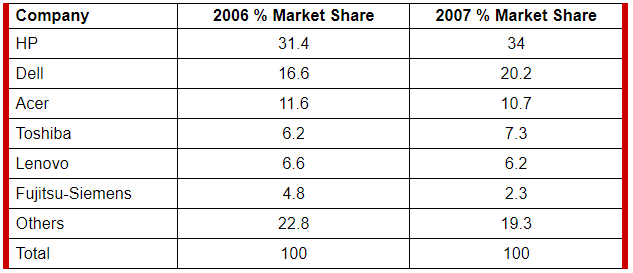 Company 2006 % Market Share 2007 % Market Share
HP 31.4 34
Dell 16.6 20.2
Acer 11.6 10.7
Toshiba 6.2 7.3
Lenovo 6.6 6.2
Fujitsu-Siemens 4.8 2.3
Others 22.8 19.3
Total 100 100